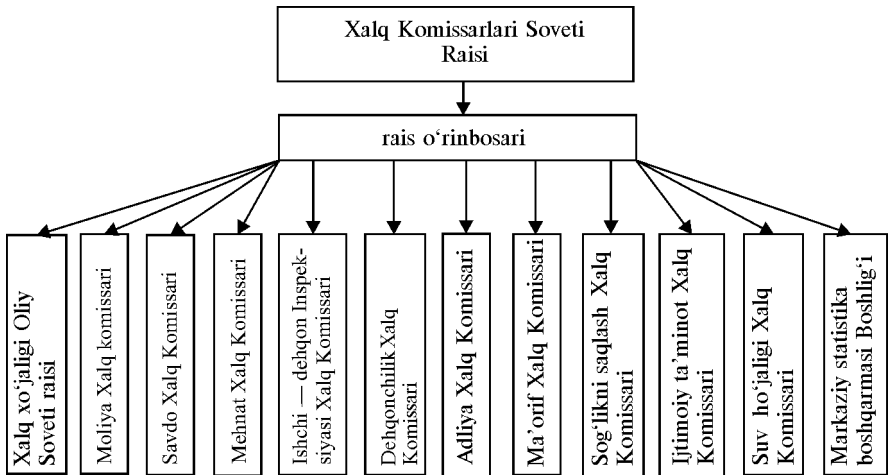 Xalq Komissarlari Soveti
Raisi
rais o‘rinbosari
Xalq xo‘jaligi Oliy
Soveti raisi
Moliya Xalq komissari
Savdo Xalq Komissari
Mehnat Xalq Komissari
Ishchi — dehqon Inspek-
siyasi Xalq Komissari
Dehqonchilik Xalq
Komissari
Adliya Xalq Komissari
Ma’orif Xalq Komissari
Sog‘likni saqlash Xalq
Komissari
Ijtimoiy ta’minot Xalq
Komissari
Suv ho‘jaligi Xalq
Komissari
Markaziy statistika
boshqarmasi Boshlig‘i